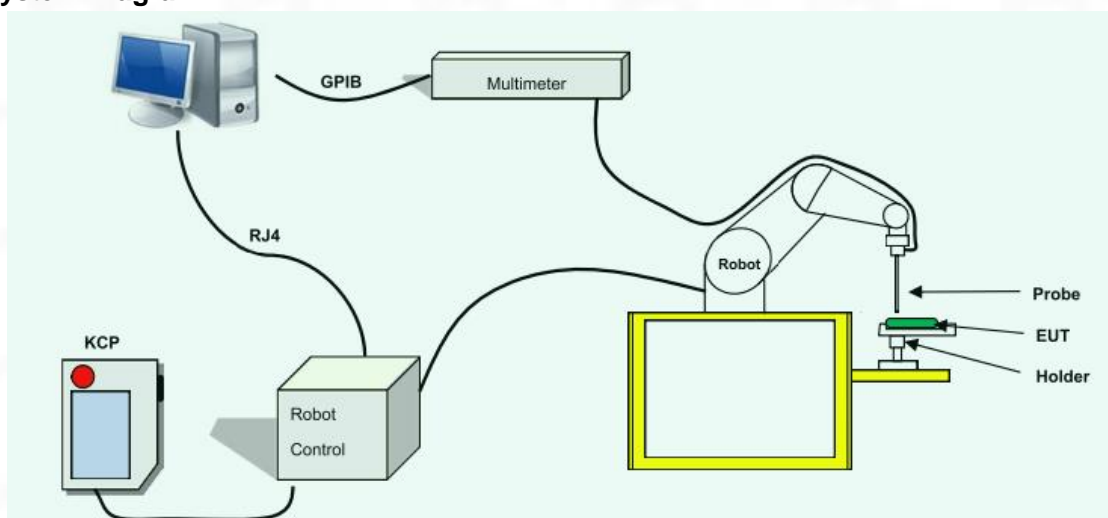 GPIB
Multimeter
RJ4
Robot
Probe
EUT
Holder
KCP
Robot
Control